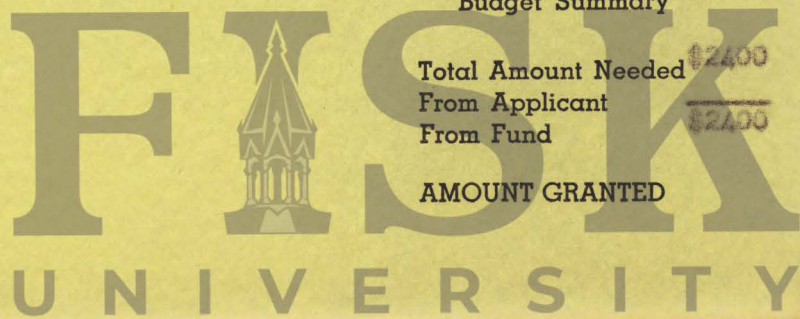 Budget Summary
Total Amount Needed $2400
From Applicant
From Fund $2400
AMOUNT GRANTED
FISK
UNIVERSITY